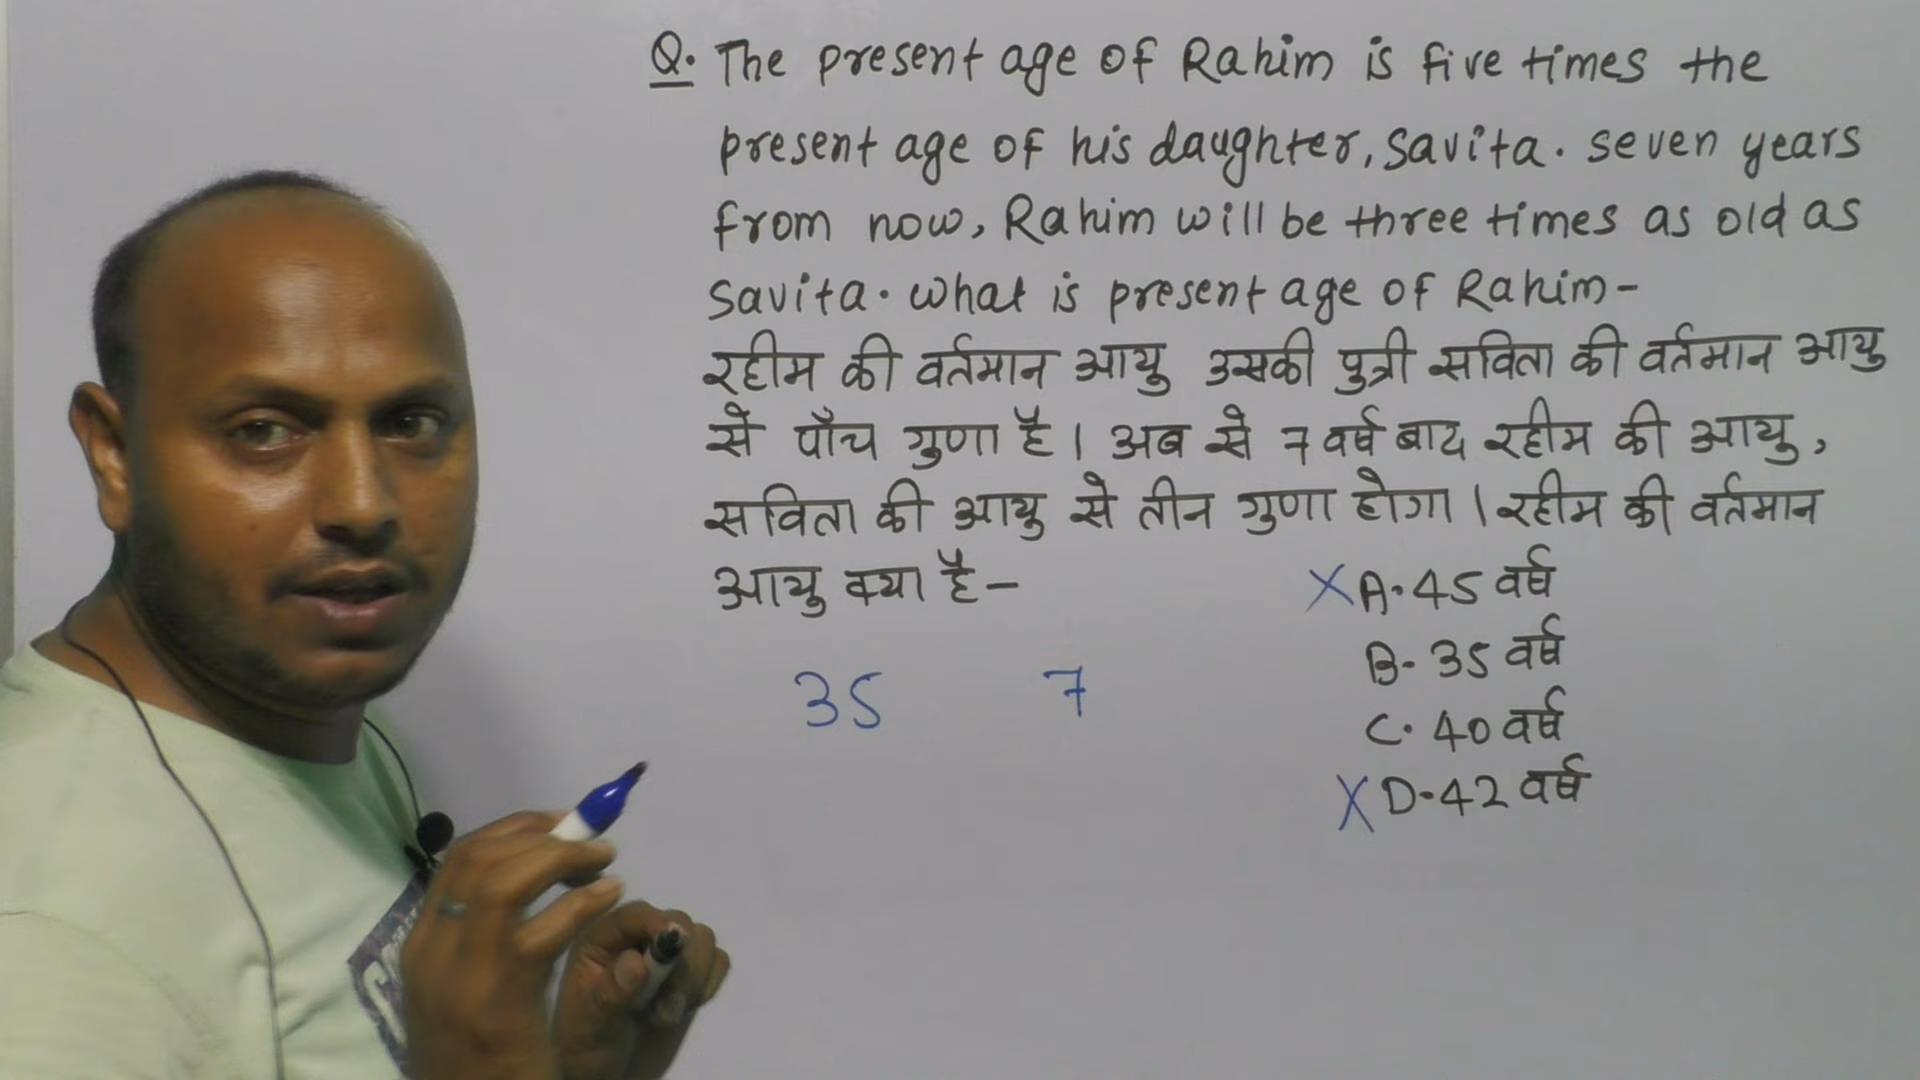 Q. The present age of Rahim is five times the
present age of his daughter, Savita. seven years
from now, Rahim will be three times as old as
Savita. what is present age of Rahim-
रहीम की वर्तमान आयु उसकी पुत्री सविता की वर्तमान आयु
से पाँच गुणा है। अब से 7 वर्ष बाद रहीम की आयु,
सविता की आयु से तीन गुणा होगा। रहीम की वर्तमान
आयु क्या है-
X A. 45 वर्ष
B. 35 वर्ष
C. 40 वर्ष
X D. 42 वर्ष
35 7